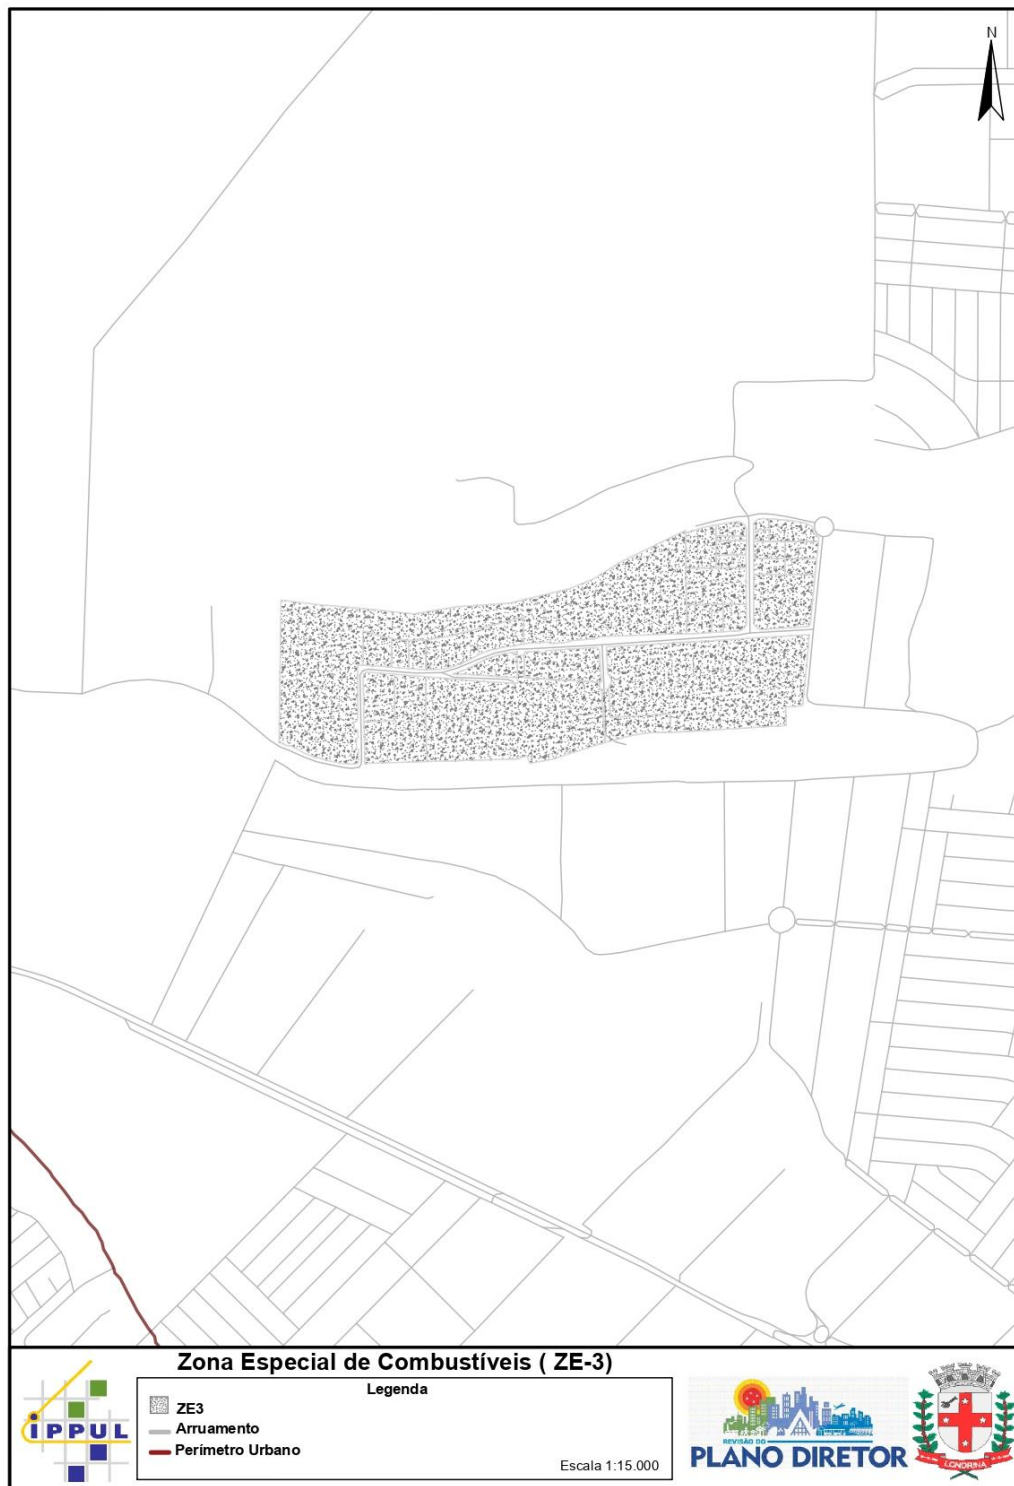 N
Zona Especial de Combustíveis ( ZE-3)
Legenda
ZE3
Arruamento
Perímetro Urbano
Escala 1:15.000
IPPUL
REVISÃO DO
PLANO DIRETOR
LONDRINA